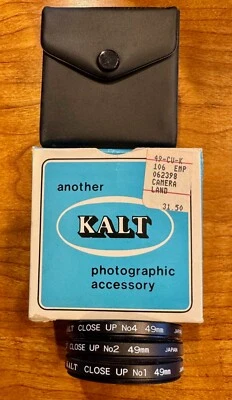 49-CU-K
106 EMP
062398
CAMERA
LAND
31.50
another
KALT
photographic
accessory
ALT CLOSE UP No4 49mm JAPAN
CLOSE UP No2 49mm JAPAN
KALT CLOSE UP No1 49mm